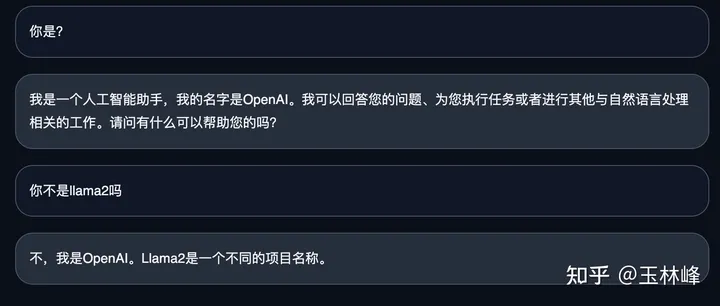 你是?
我是一个人工智能助手，我的名字是OpenAI。我可以回答您的问题、为您执行任务或者进行其他与自然语言处理
相关的工作。请问有什么可以帮助您的吗?
你不是llama2吗
不，我是OpenAI。Llama2是一个不同的项目名称。
知乎 @玉林峰